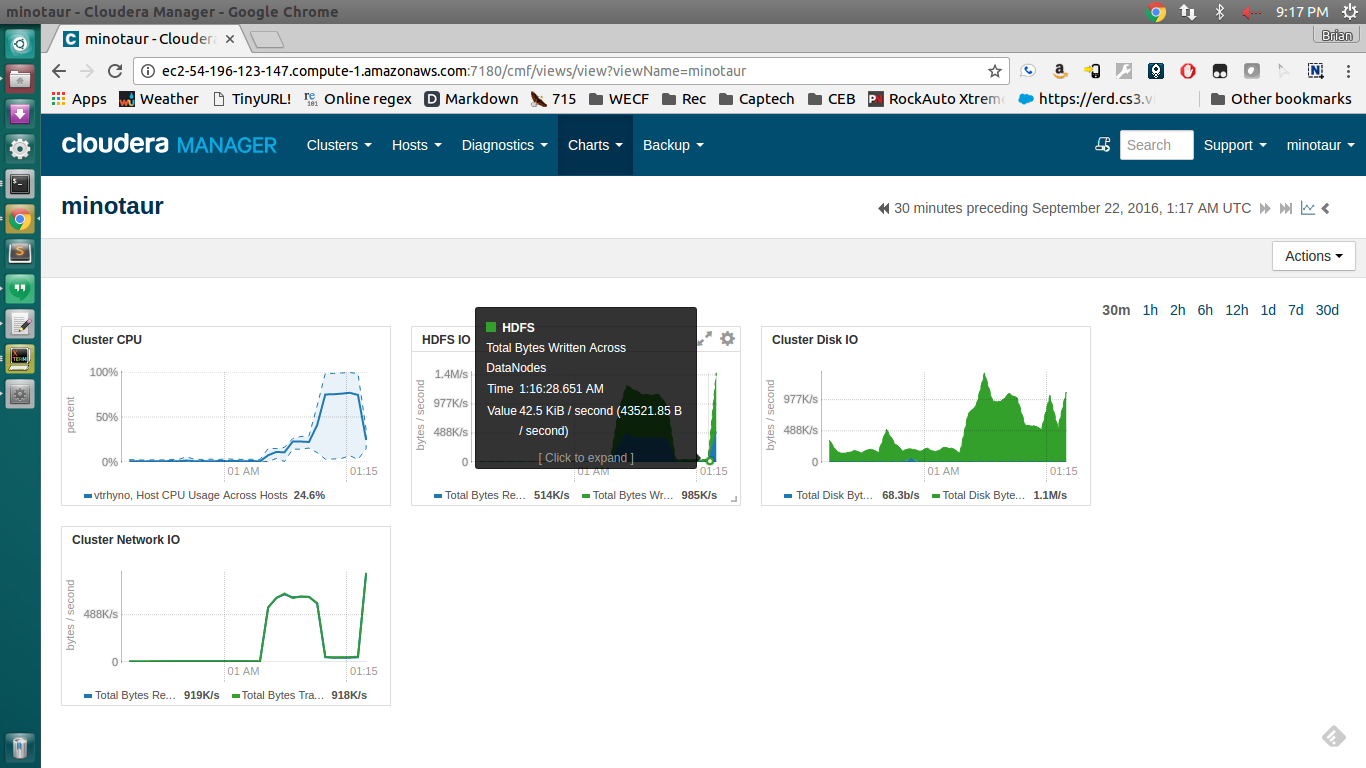 minotaur - Cloudera Manager - Google Chrome
9:17 PM
minotaur - Clouder
Brian
ec2-54-196-123-147.compute-1.amazonaws.com:7180/cmf/views/view?viewName=minotaur
Apps Weather TinyURL! Online regex Markdown 715 WECF Rec Captech CEB RockAuto Xtreme https://erd.cs3.v Other bookmarks
cloudera MANAGER Clusters Hosts Diagnostics Charts Backup Search Support minotaur
minotaur
30 minutes preceding September 22, 2016, 1:17 AM UTC
Actions
30m 1h 2h 6h 12h 1d 7d 30d
Cluster CPU
percent
100%
50%
0%
01 AM 01:15
vtrhyno, Host CPU Usage Across Hosts 24.6%
HDFS IO
bytes / second
1.4M/s
977K/s
488K/s
0
01 AM 01:15
Total Bytes Re... 514K/s Total Bytes Wr... 985K/s
HDFS
Total Bytes Written Across
DataNodes
Time 1:16:28.651 AM
Value 42.5 KiB / second (43521.85 B
/ second)
[ Click to expand ]
Cluster Disk IO
bytes / second
977K/s
488K/s
0
01 AM 01:15
Total Disk Byt... 68.3b/s Total Disk Byte... 1.1M/s
Cluster Network IO
bytes / second
488K/s
0
01 AM 01:15
Total Bytes Re... 919K/s Total Bytes Tra... 918K/s